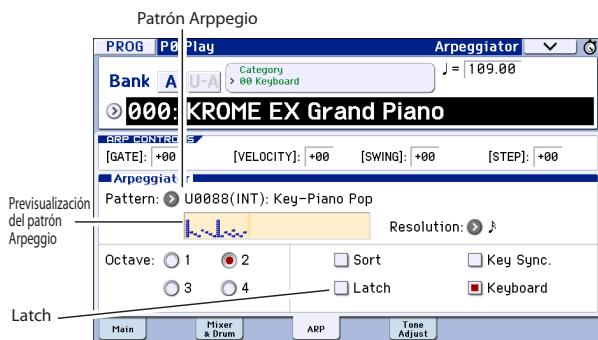 Patrón Arppegio
PROG P0 Play Arpeggiator
Bank A U-A Category ♩= 109.00
00 Keyboard
000: KROME EX Grand Piano
ARP CONTROLS
[GATE]: +00 [VELOCITY]: +00 [SWING]: +00 [STEP]: +00
Arpeggiator
Pattern: U0088(INT): Key-Piano Pop
Previsualización
del patrón
Arpeggio
Resolution: ♪
Octave: 1 2 Sort Key Sync.
3 4 Latch Keyboard
Latch
Main Mixer & Drum ARP Tone Adjust